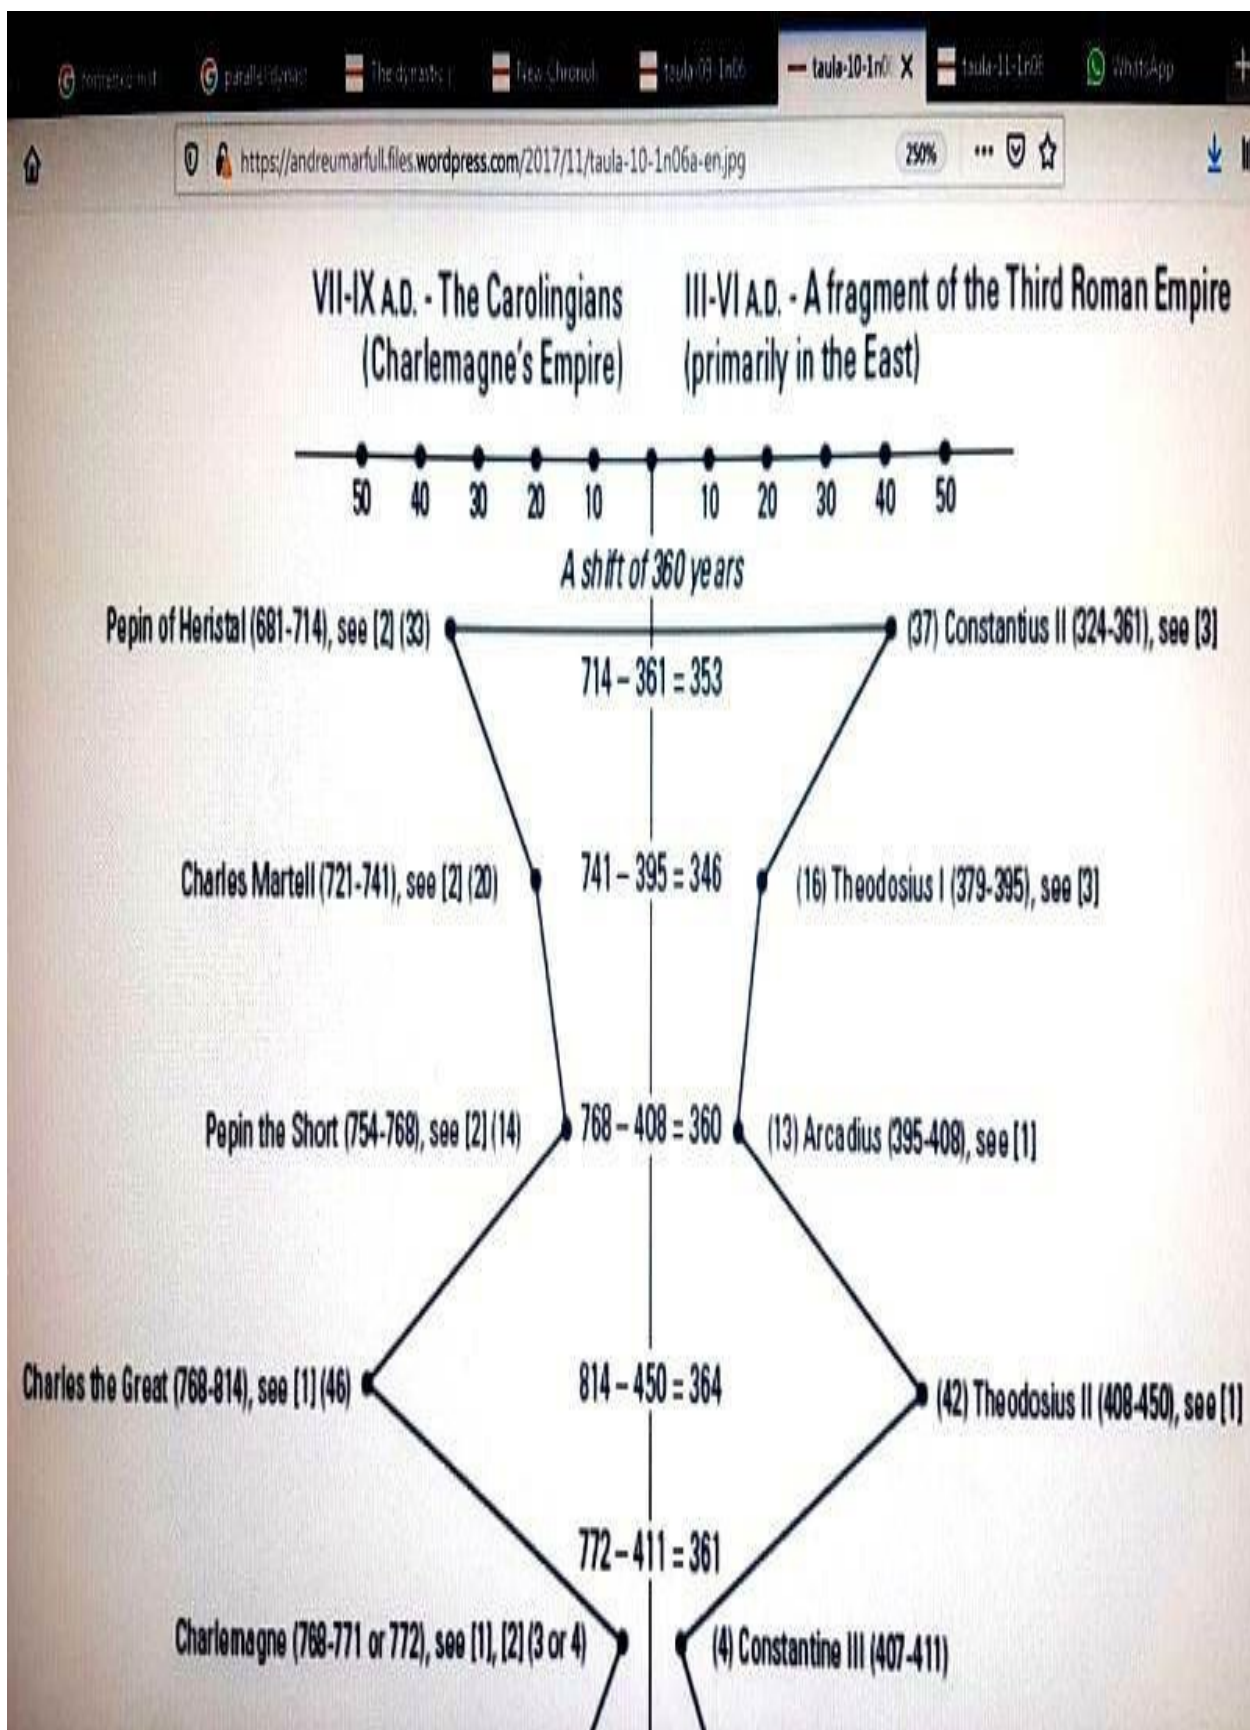 The dynastic
New Chronol
taula-09-1n06
taula-10-1n0
taula-11-1n06
WhatsApp
https://andreumarfull.files.wordpress.com/2017/11/taula-10-1n06a-en.jpg
250%
VII-IX A.D. - The Carolingians
(Charlemagne's Empire)
III-VI A.D. - A fragment of the Third Roman Empire
(primarily in the East)
50 40 30 20 10 10 20 30 40 50
A shift of 360 years
Pepin of Heristal (681-714), see [2] (33)
(37) Constantius II (324-361), see [3]
714 – 361 = 353
Charles Martell (721-741), see [2] (20)
741 – 395 = 346
(16) Theodosius I (379-395), see [3]
Pepin the Short (754-768), see [2] (14)
768 – 408 = 360
(13) Arcadius (395-408), see [1]
Charles the Great (768-814), see [1] (46)
814 – 450 = 364
(42) Theodosius II (408-450), see [1]
772 – 411 = 361
Charlemagne (768-771 or 772), see [1], [2] (3 or 4)
(4) Constantine III (407-411)